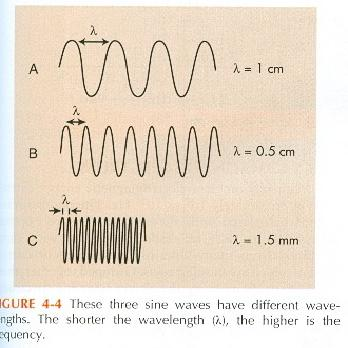 λ
A λ = 1 cm
λ
B λ = 0.5 cm
λ
C λ = 1.5 mm
IGURE 4-4 These three sine waves have different wave-
engths. The shorter the wavelength (λ), the higher is the
equency.